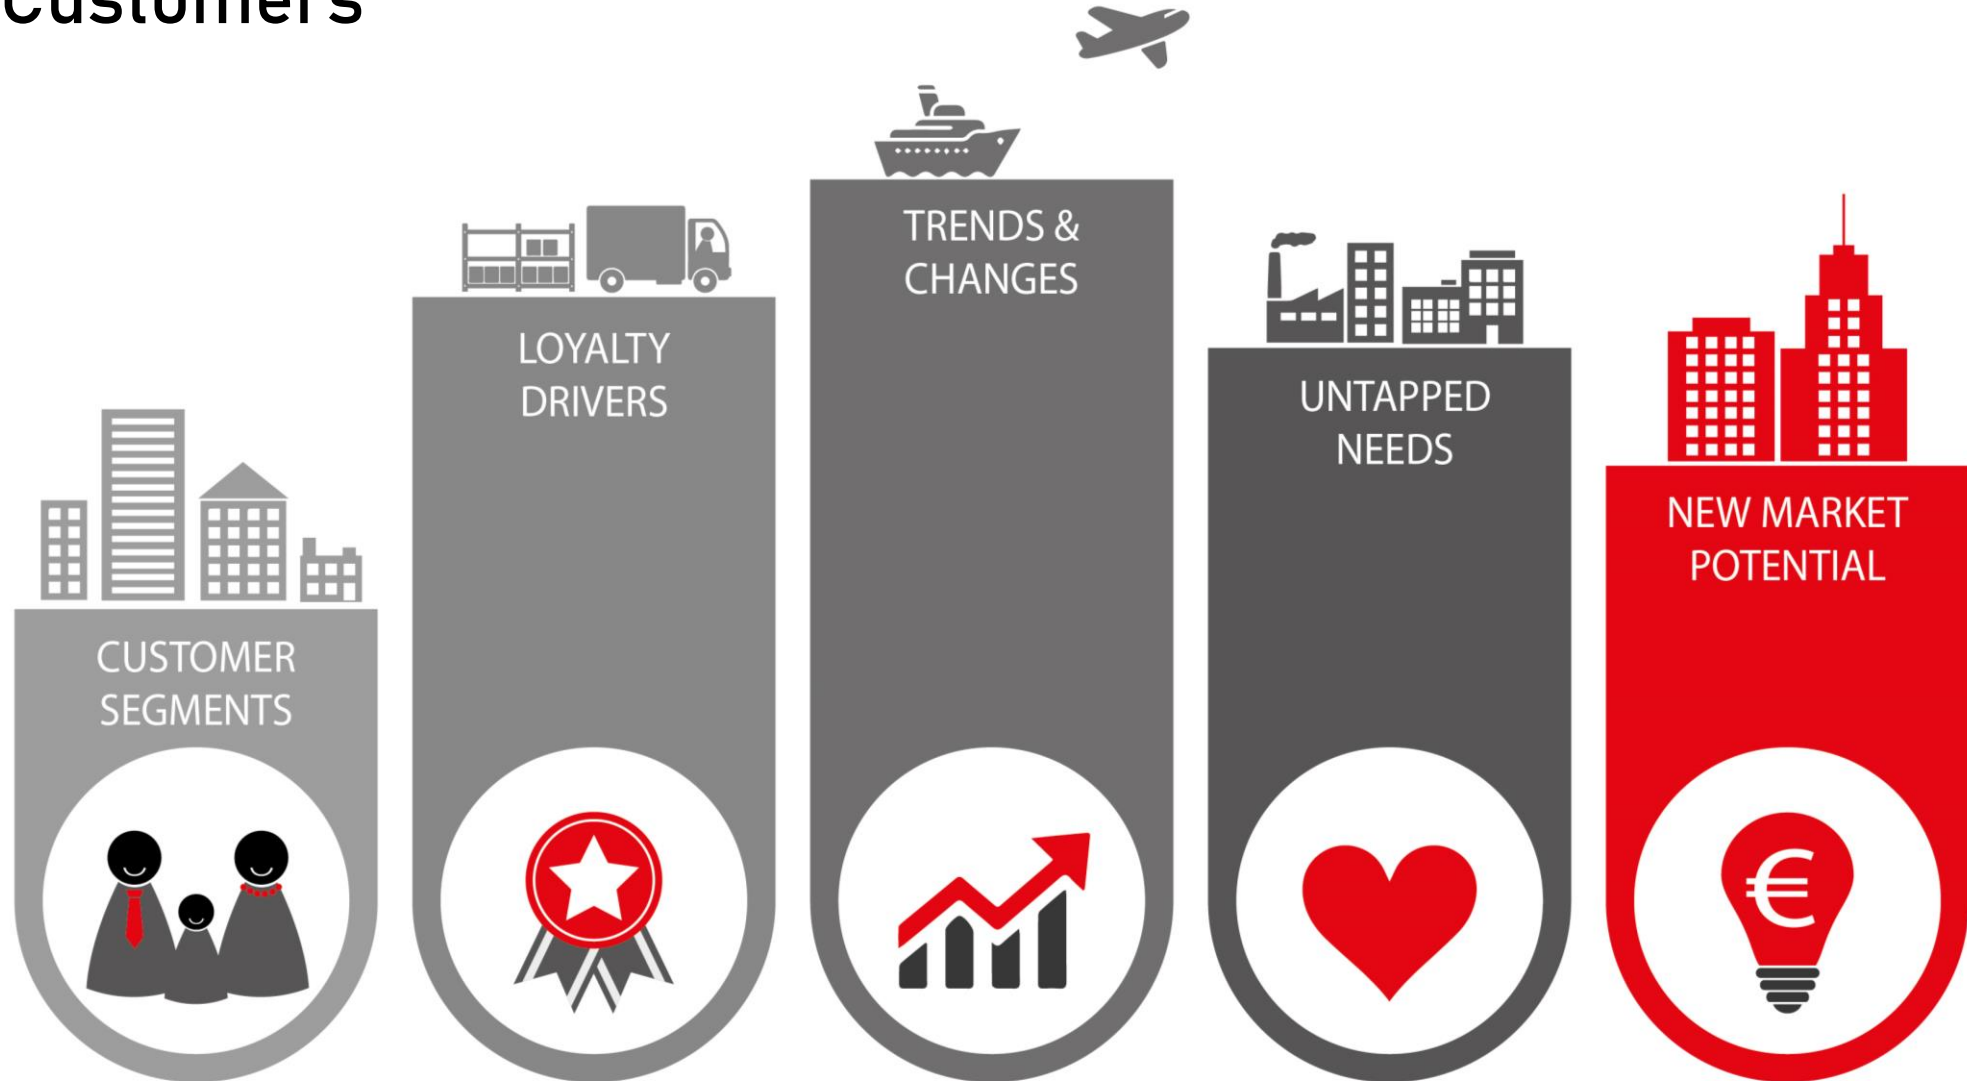 Customers
CUSTOMER
SEGMENTS
LOYALTY
DRIVERS
TRENDS &
CHANGES
UNTAPPED
NEEDS
NEW MARKET
POTENTIAL
€